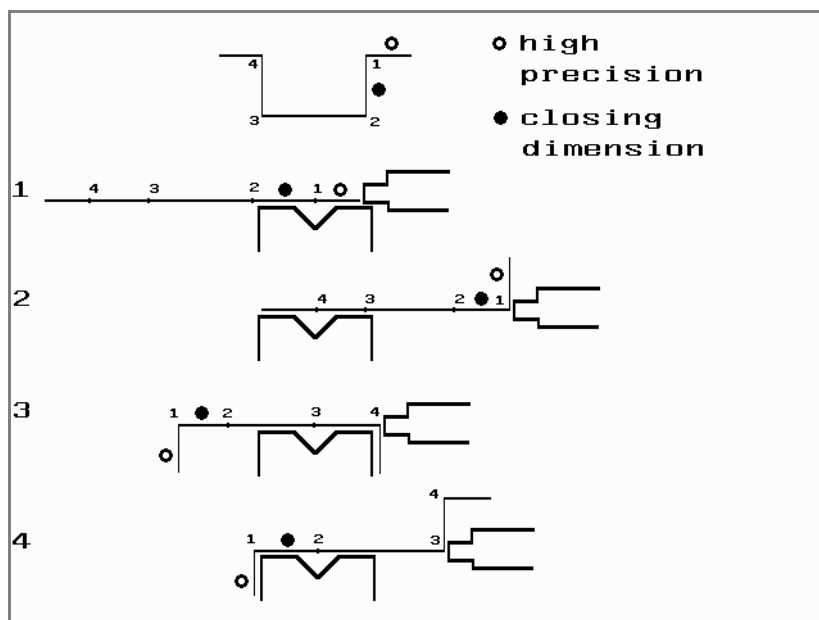 high
precision
closing
dimension
4 1
3 2
1
4 3 2 1
2
4 3 2 1
3
1 2 3 4
4
4
1 2 3